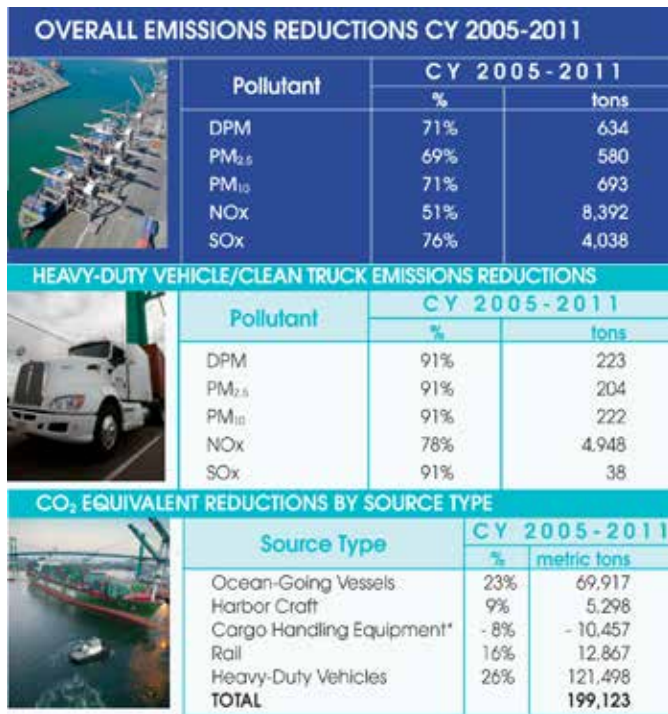 OVERALL EMISSIONS REDUCTIONS CY 2005-2011
Pollutant CY 2005-2011
% tons
DPM 71% 634
PM2.5 69% 580
PM10 71% 693
NOx 51% 8,392
SOx 76% 4,038
HEAVY-DUTY VEHICLE/CLEAN TRUCK EMISSIONS REDUCTIONS
Pollutant CY 2005-2011
% tons
DPM 91% 223
PM2.5 91% 204
PM10 91% 222
NOx 78% 4,948
SOx 91% 38
CO2 EQUIVALENT REDUCTIONS BY SOURCE TYPE
Source Type CY 2005-2011
% metric tons
Ocean-Going Vessels 23% 69,917
Harbor Craft 9% 5,298
Cargo Handling Equipment* - 8% - 10,457
Rail 16% 12,867
Heavy-Duty Vehicles 26% 121,498
TOTAL 199,123